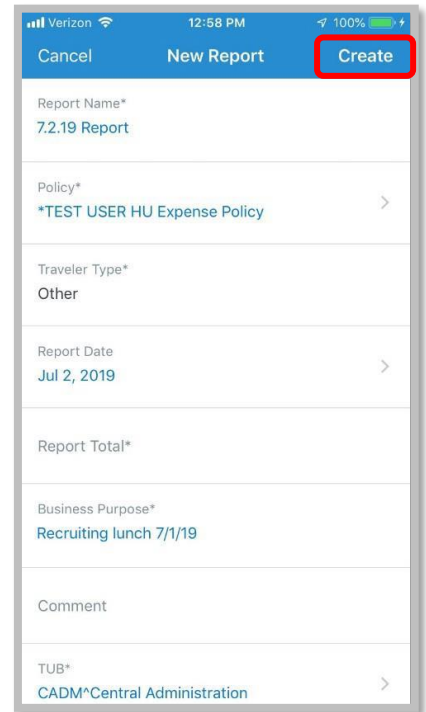 Verizon 12:58 PM 100%
Cancel New Report Create
Report Name*
7.2.19 Report
Policy*
*TEST USER HU Expense Policy
Traveler Type*
Other
Report Date
Jul 2, 2019
Report Total*
Business Purpose*
Recruiting lunch 7/1/19
Comment
TUB*
CADM^Central Administration